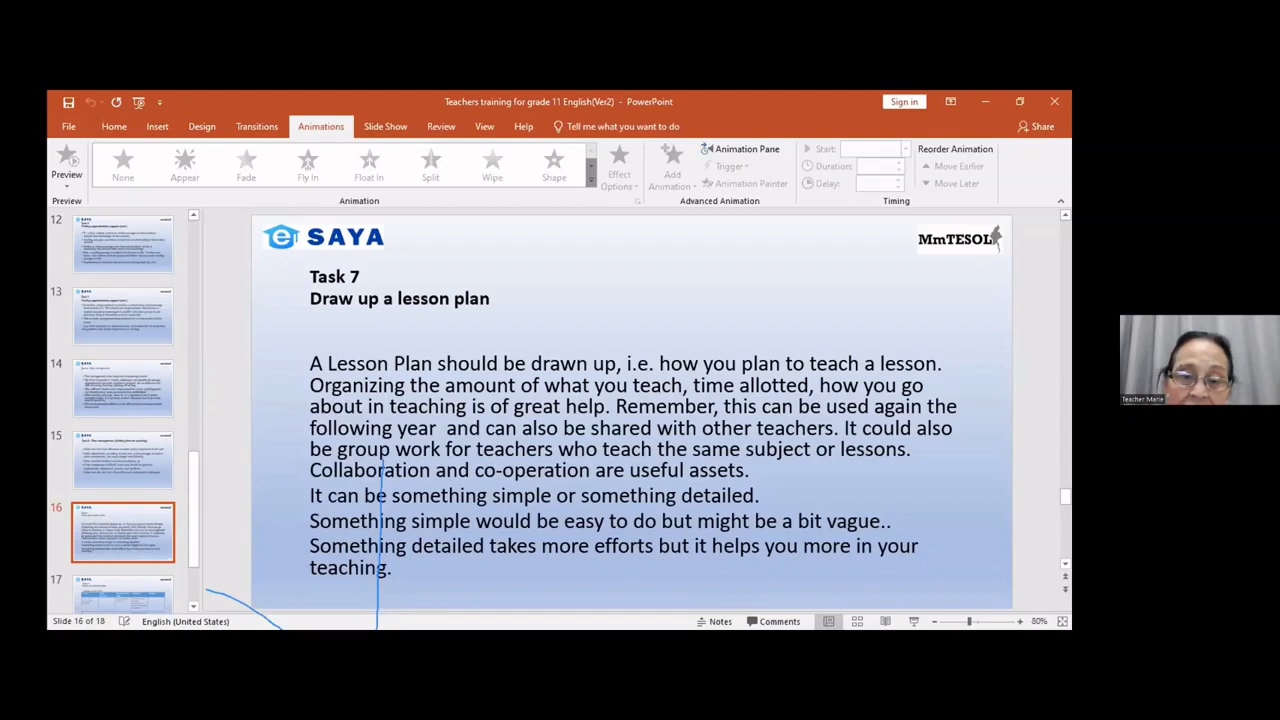 Teachers training for grade 11 English(Ver2) - PowerPoint
Sign in
File Home Insert Design Transitions Animations Slide Show Review View Help Tell me what you want to do Share
Preview
None Appear Fade Fly In Float In Split Wipe Shape
Effect Options
Add Animation
Animation Pane
Trigger
Animation Painter
Start:
Duration:
Delay:
Reorder Animation
Move Earlier
Move Later
Preview Animation Advanced Animation Timing
12
13
14
15
16
17
e SAYA
MmTESOL
Task 7
Draw up a lesson plan
A Lesson Plan should be drawn up, i.e. how you plan to teach a lesson.
Organizing the amount of what you teach, time allotted, how you go
about in teaching is of great help. Remember, this can be used again the
following year and can also be shared with other teachers. It could also
be group work for teachers who teach the same subject or lessons.
Collaboration and co-operation are useful assets.
It can be something simple or something detailed.
Something simple would be easy to do but might be a bit vague..
Something detailed takes more efforts but it helps you more in your
teaching.
Teacher Marie
Slide 16 of 18 English (United States) Notes Comments 80%